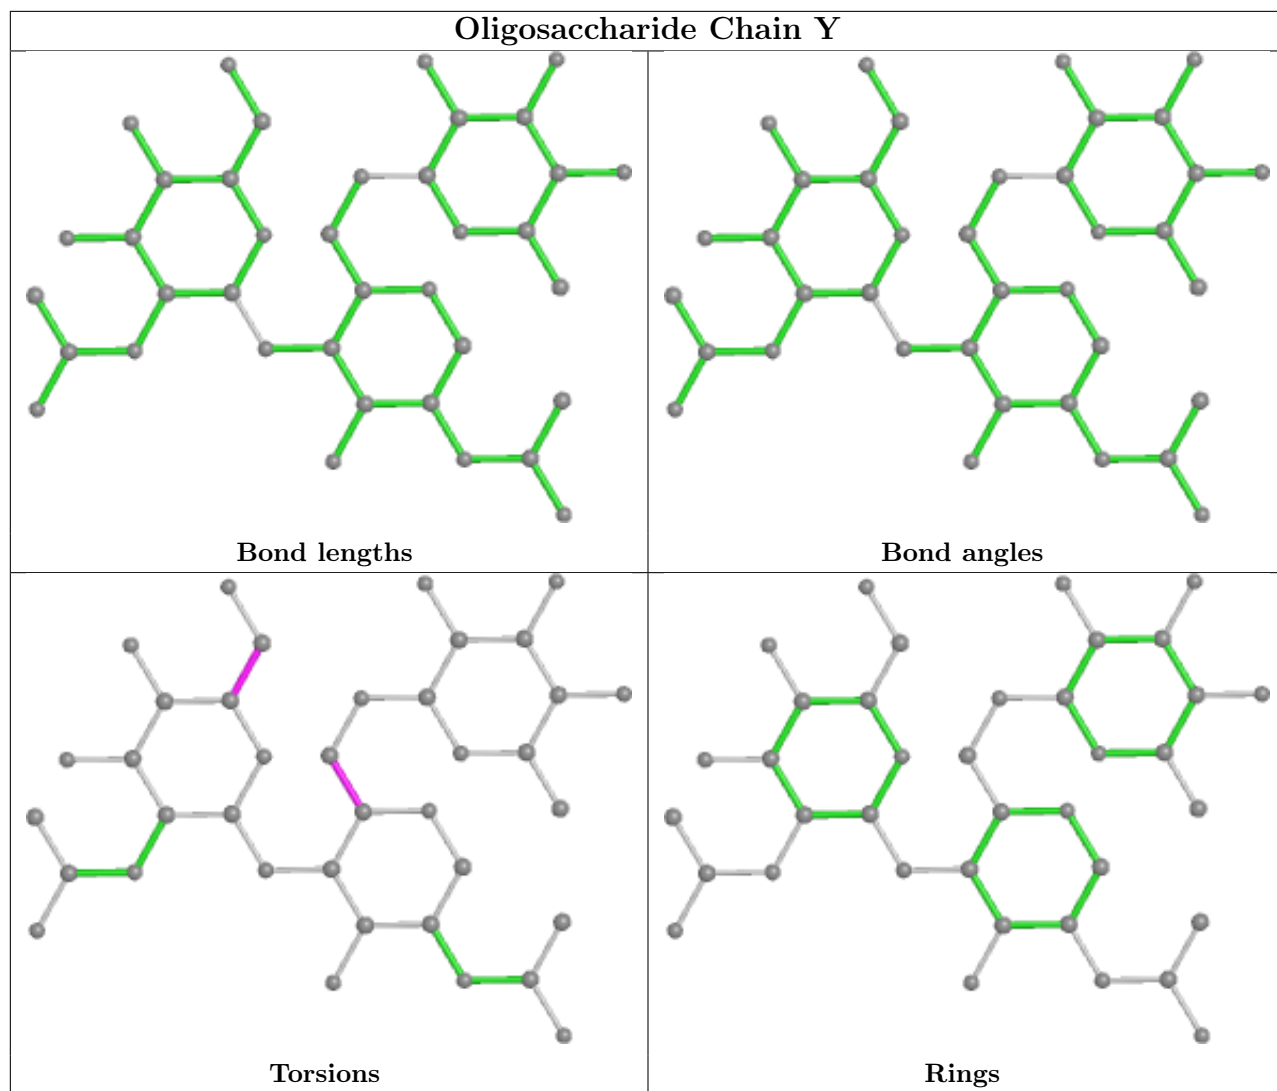 Oligosaccharide Chain Y
Bond lengths
Bond angles
Torsions
Rings